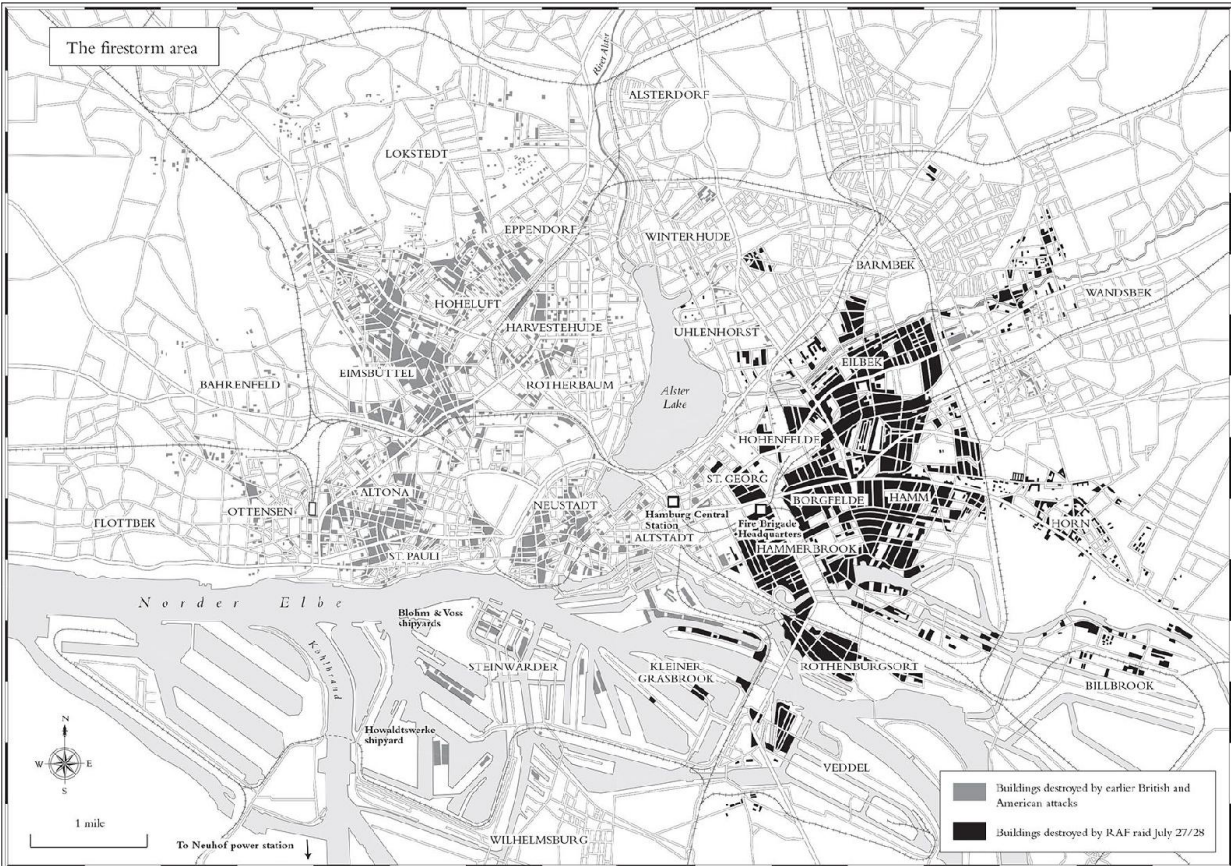 The firestorm area
River Alster
ALSTERDORF
LOKSTEDT
EPPENDORF
WINTERHUDE
BARMBEK
WANDSBEK
HOHELUFT
HARVESTEHUDE
UHLENHORST
EILBEK
EIMSBÜTTEL
BAHRENFELD
ROTHERBAUM
Alster
Lake
HOHENFELDE
ST. GEORG
ALTONA
OTTENSEN
NEUSTADT
BORGFELDE
HAMM
FLOTTBEK
Hamburg Central
Station
ALTSTADT
Fire Brigade
Headquarters
HORN
ST. PAULI
HAMMERBROOK
Norder Elbe
Blohm & Voss
shipyards
Kohlbrand
STEINWARDER
KLEINER
GRASBROOK
ROTHENBURGSORT
BILLBROOK
Howaldtswerke
shipyard
VEDDEL
N
W
E
S
1 mile
To Neuhof power station
WILHELMSBURG
Buildings destroyed by earlier British and
American attacks
Buildings destroyed by RAF raid July 27/28